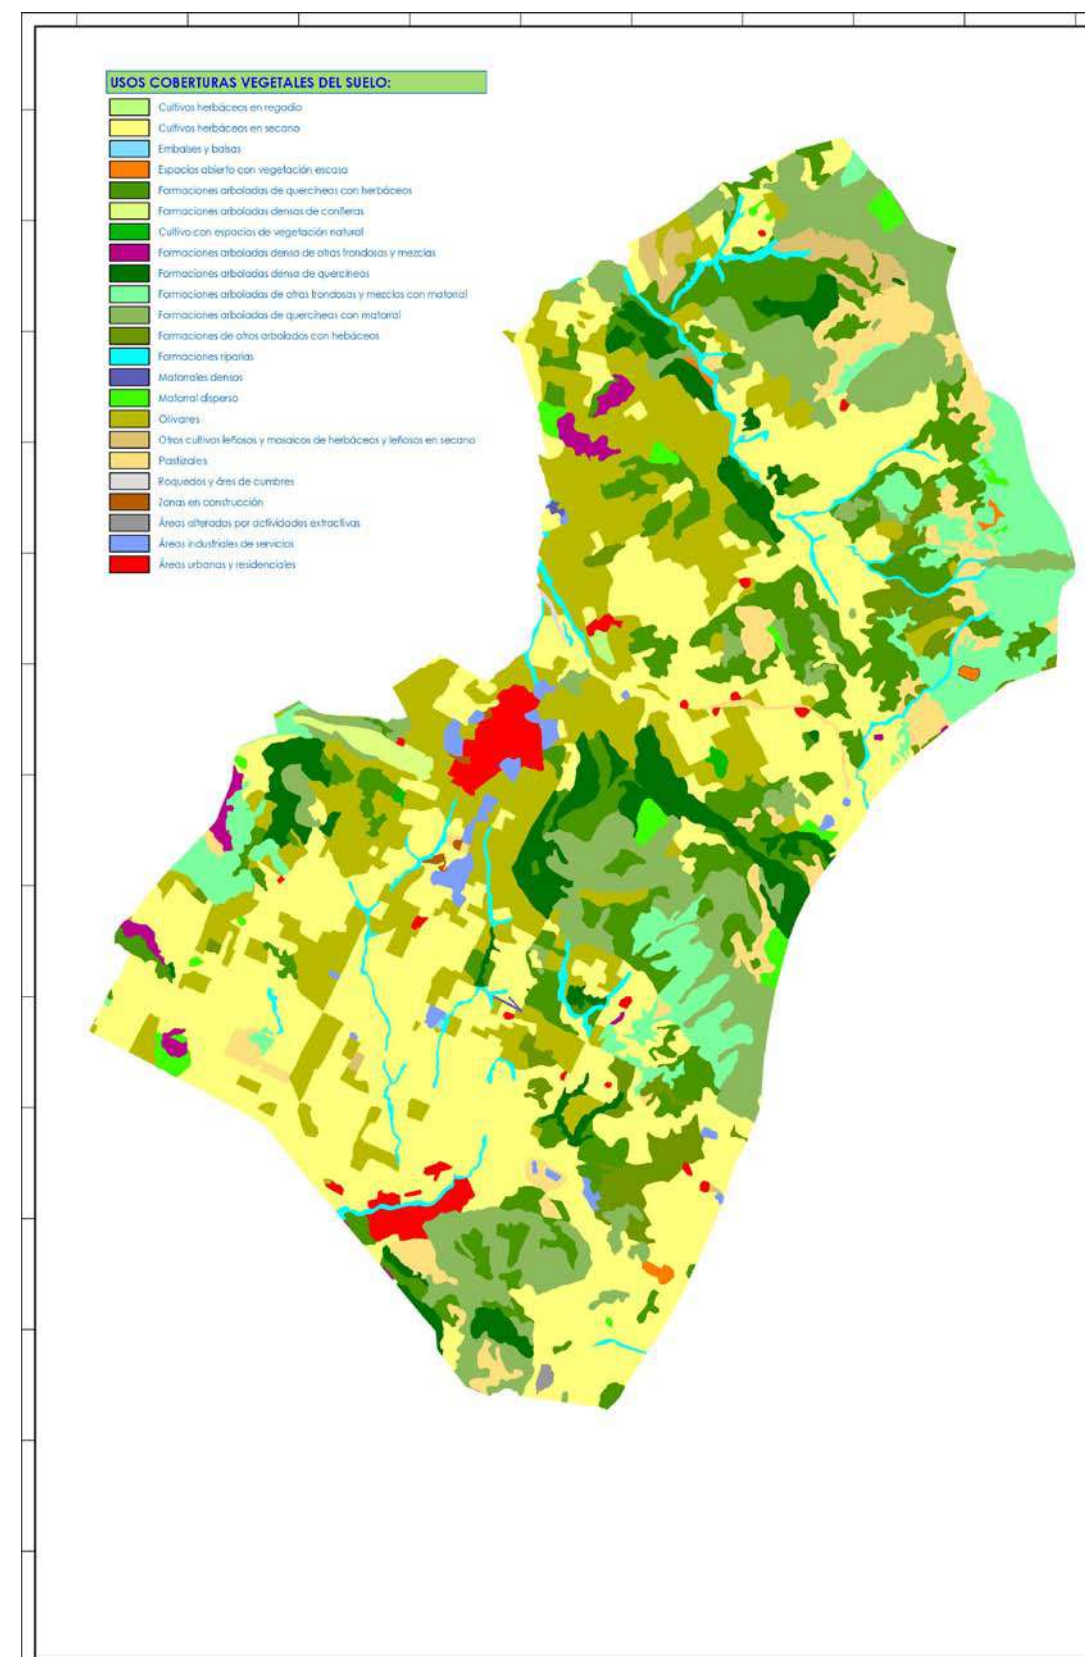 USOS COBERTURAS VEGETALES DEL SUELO:
Cultivos herbáceos en regadío
Cultivos herbáceos en secano
Embalses y balsas
Espacios abierto con vegetación escasa
Formaciones arboladas de quercíneas con herbáceos
Formaciones arboladas densas de coníferas
Cultivo con espacios de vegetación natural
Formaciones arboladas densa de otras frondosas y mezclas
Formaciones arboladas densa de quercíneas
Formaciones arboladas de otras frondosas y mezclas con matorral
Formaciones arboladas de quercíneas con matorral
Formaciones de otros arbolados con hebáceos
Formaciones riparias
Matorrales densos
Matorral disperso
Olivares
Otros cultivos leñosos y mosaicos de herbáceos y leñosos en secano
Pastizales
Roquedos y áres de cumbres
Zonas en construcción
Áreas alteradas por actividades extractivas
Áreas industriales de servicios
Áreas urbanas y residenciales